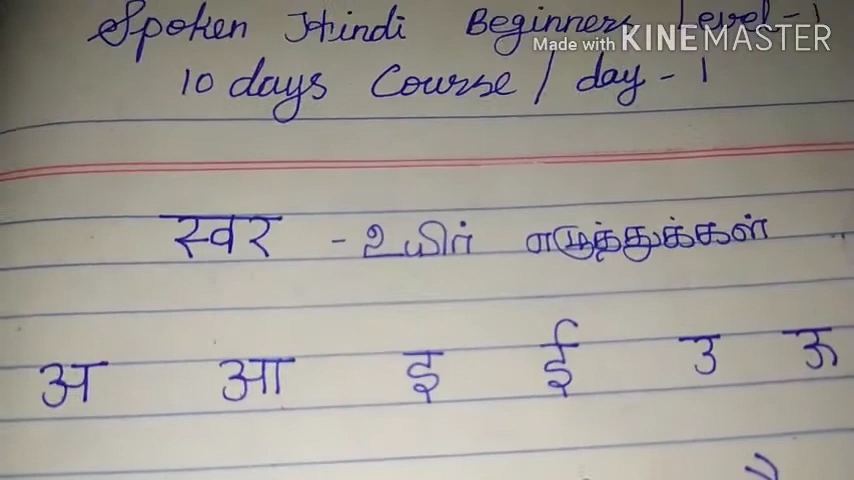 Spoken Hindi Beginners Level-1
Made with KINEMASTER
10 days Course / day - 1
स्वर - உயிர் எழுத்துக்கள்
अ आ इ ई उ ऊ